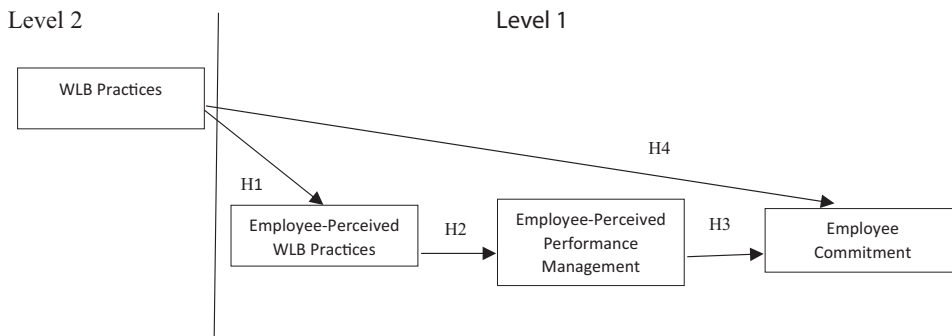 Level 2
Level 1
WLB Practices
H4
H1
Employee-Perceived
WLB Practices
H2
Employee-Perceived
Performance
Management
H3
Employee
Commitment